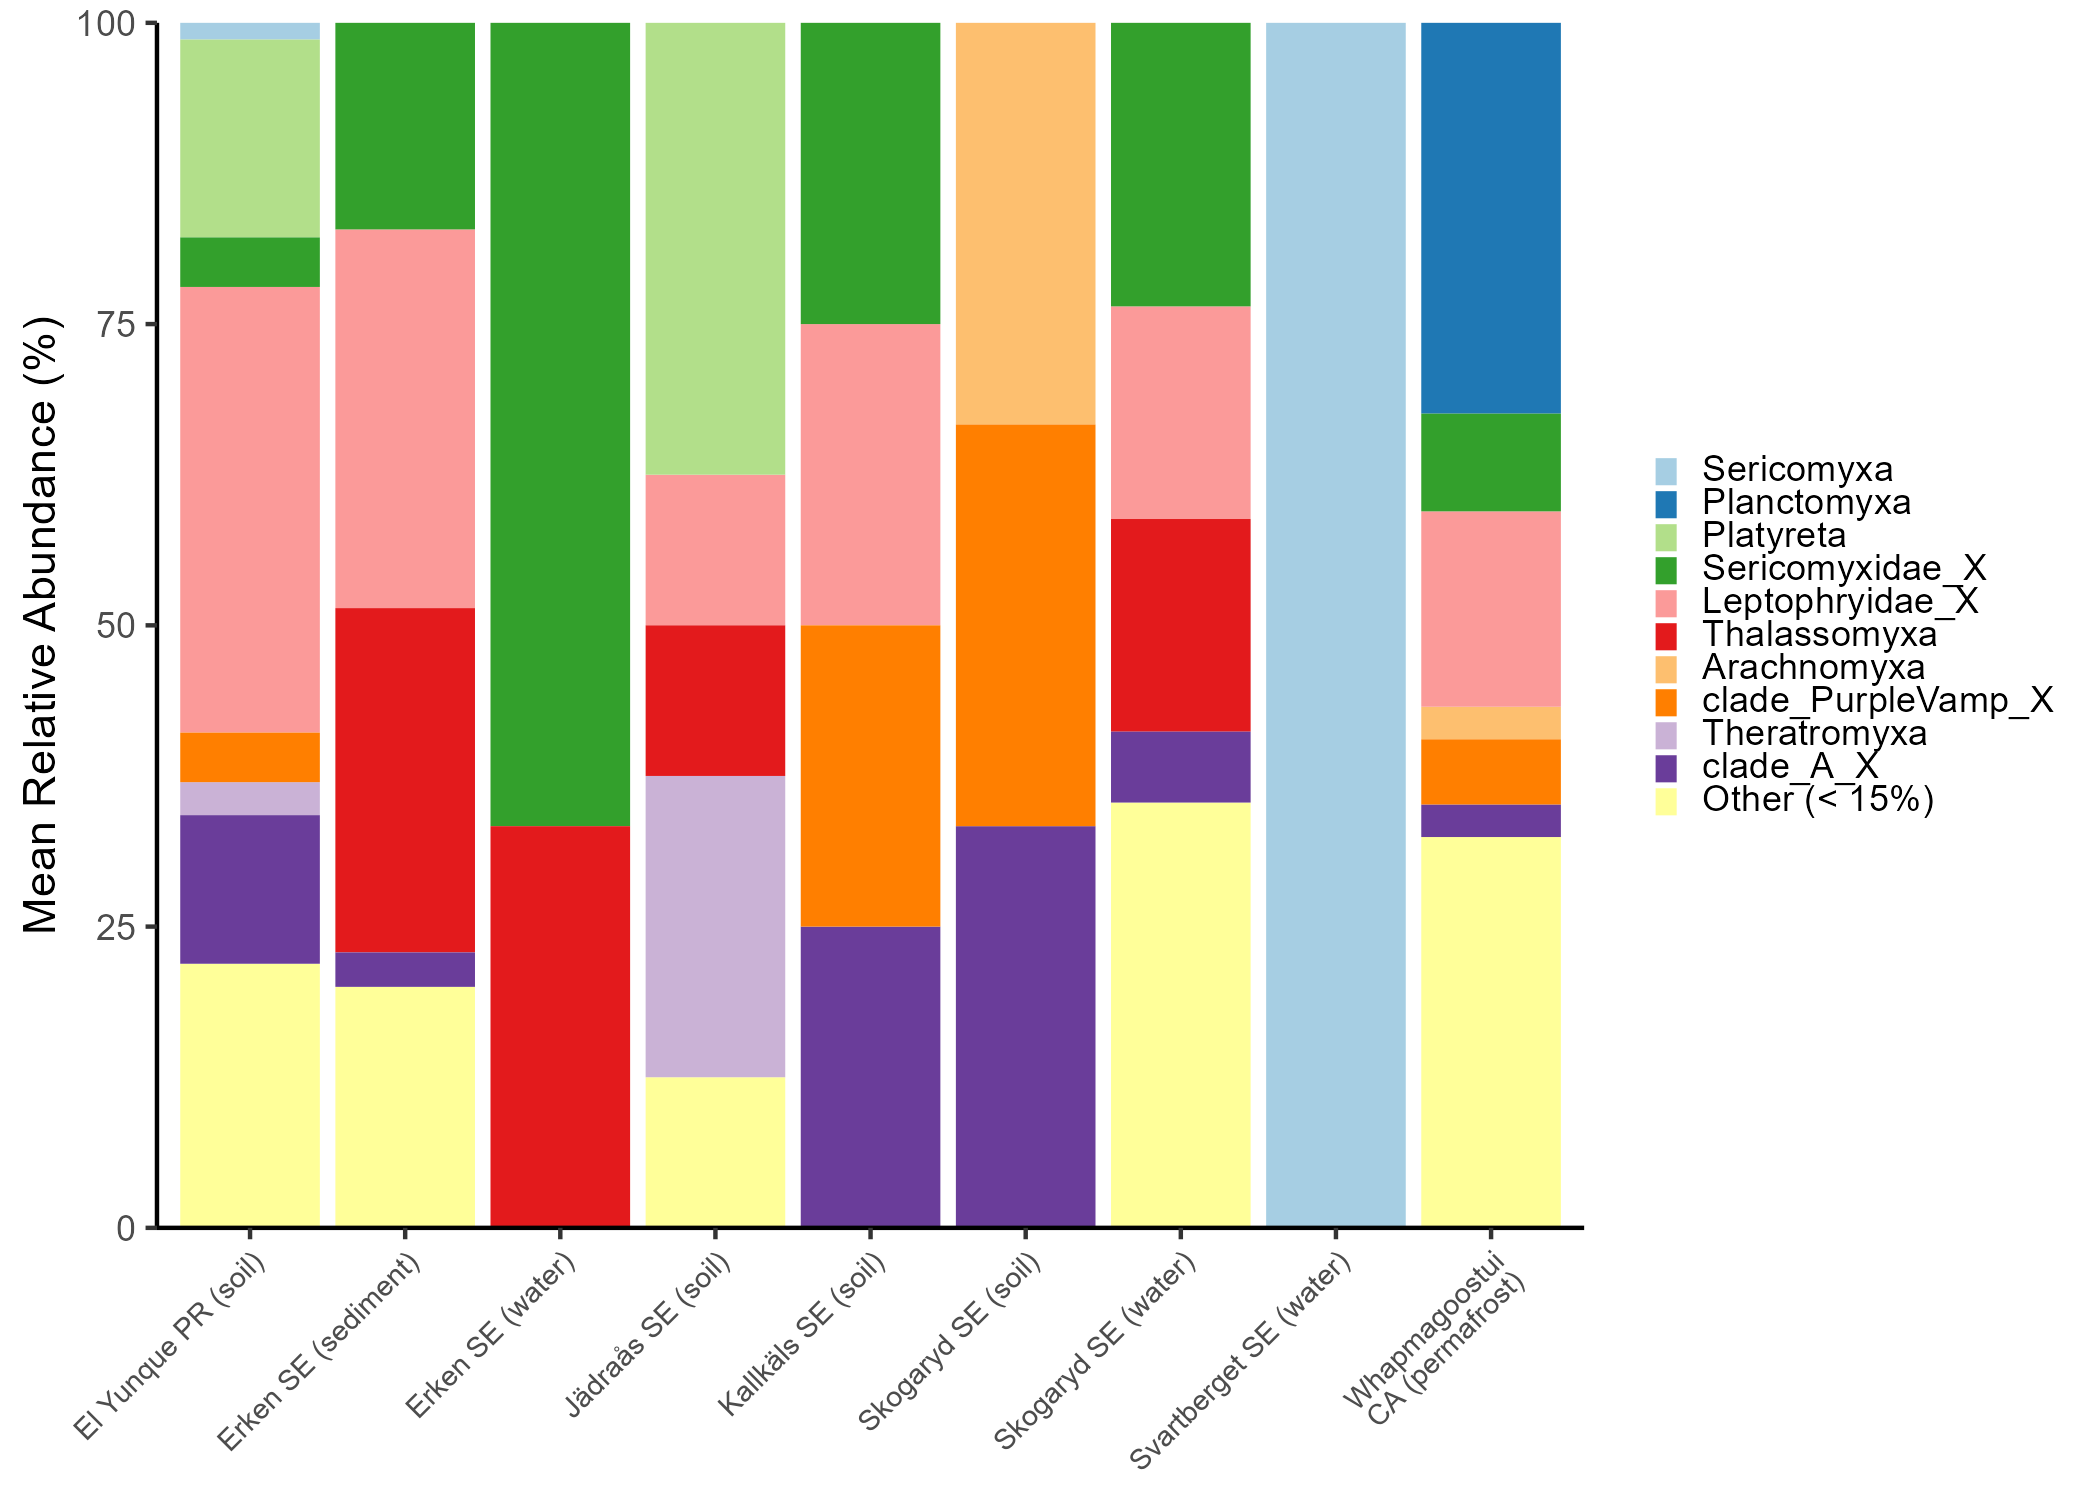 Mean Relative Abundance (%)
100
75
50
25
0
El Yunque PR (soil)
Erken SE (sediment)
Erken SE (water)
Jädraås SE (soil)
Kallkäls SE (soil)
Skogaryd SE (soil)
Skogaryd SE (water)
Svartberget SE (water)
Whapmagoostui
CA (permafrost)
Sericomyxa
Planctomyxa
Platyreta
Sericomyxidae_X
Leptophryidae_X
Thalassomyxa
Arachnomyxa
clade_PurpleVamp_X
Theratromyxa
clade_A_X
Other (< 15%)